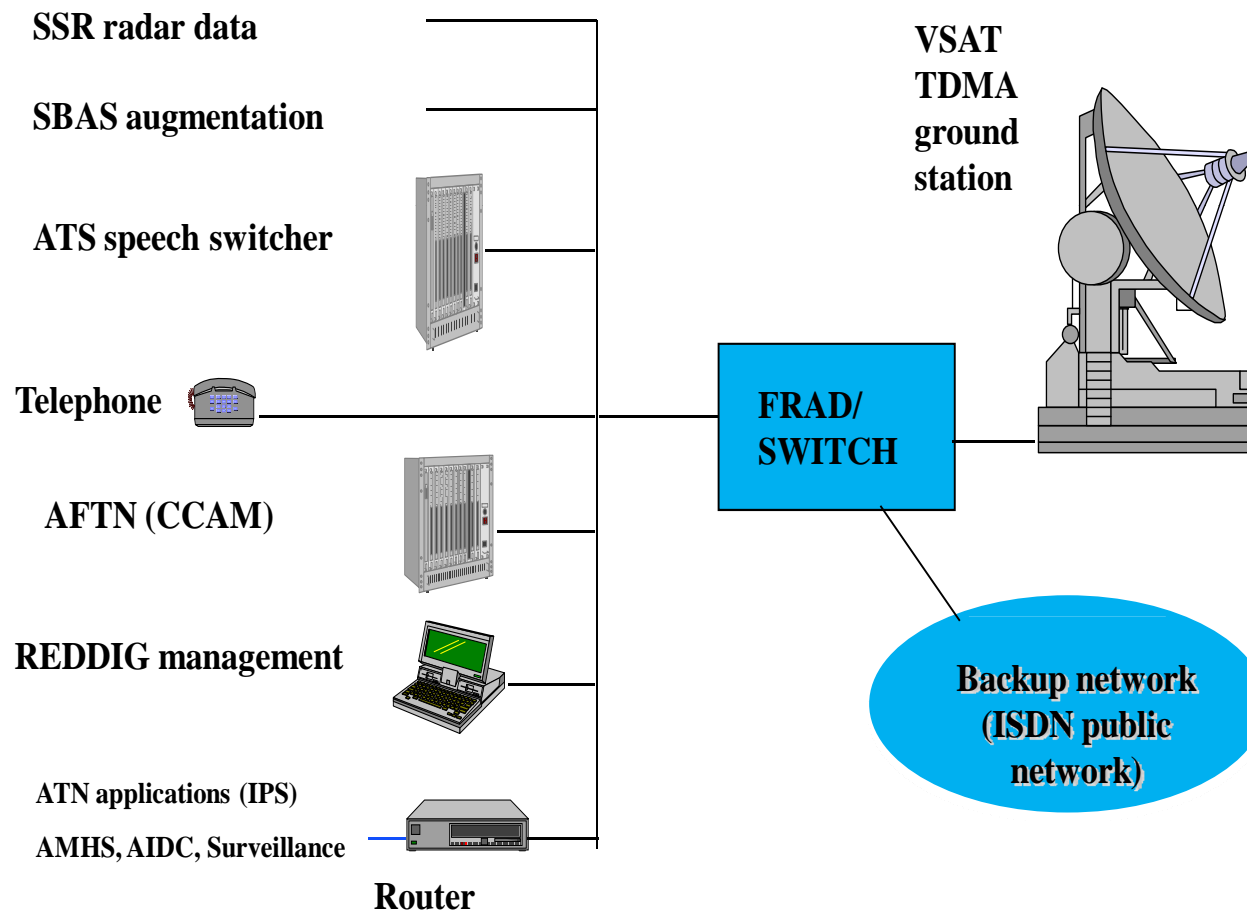 SSR radar data
SBAS augmentation
ATS speech switcher
Telephone
AFTN (CCAM)
REDDIG management
ATN applications (IPS)
AMHS, AIDC, Surveillance
Router
FRAD/
SWITCH
VSAT
TDMA
ground
station
Backup network
(ISDN public
network)